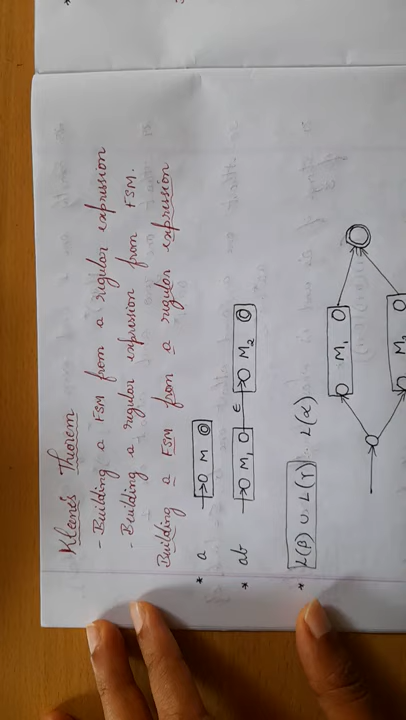 Kleene's Theorem
- Building a FSM from a regular expression
- Building a regular expression from FSM.
Building a FSM from a regular expression
* a M
* ab M1 ε M2
* L(β) ∪ L(γ) L(α)
M1
M2